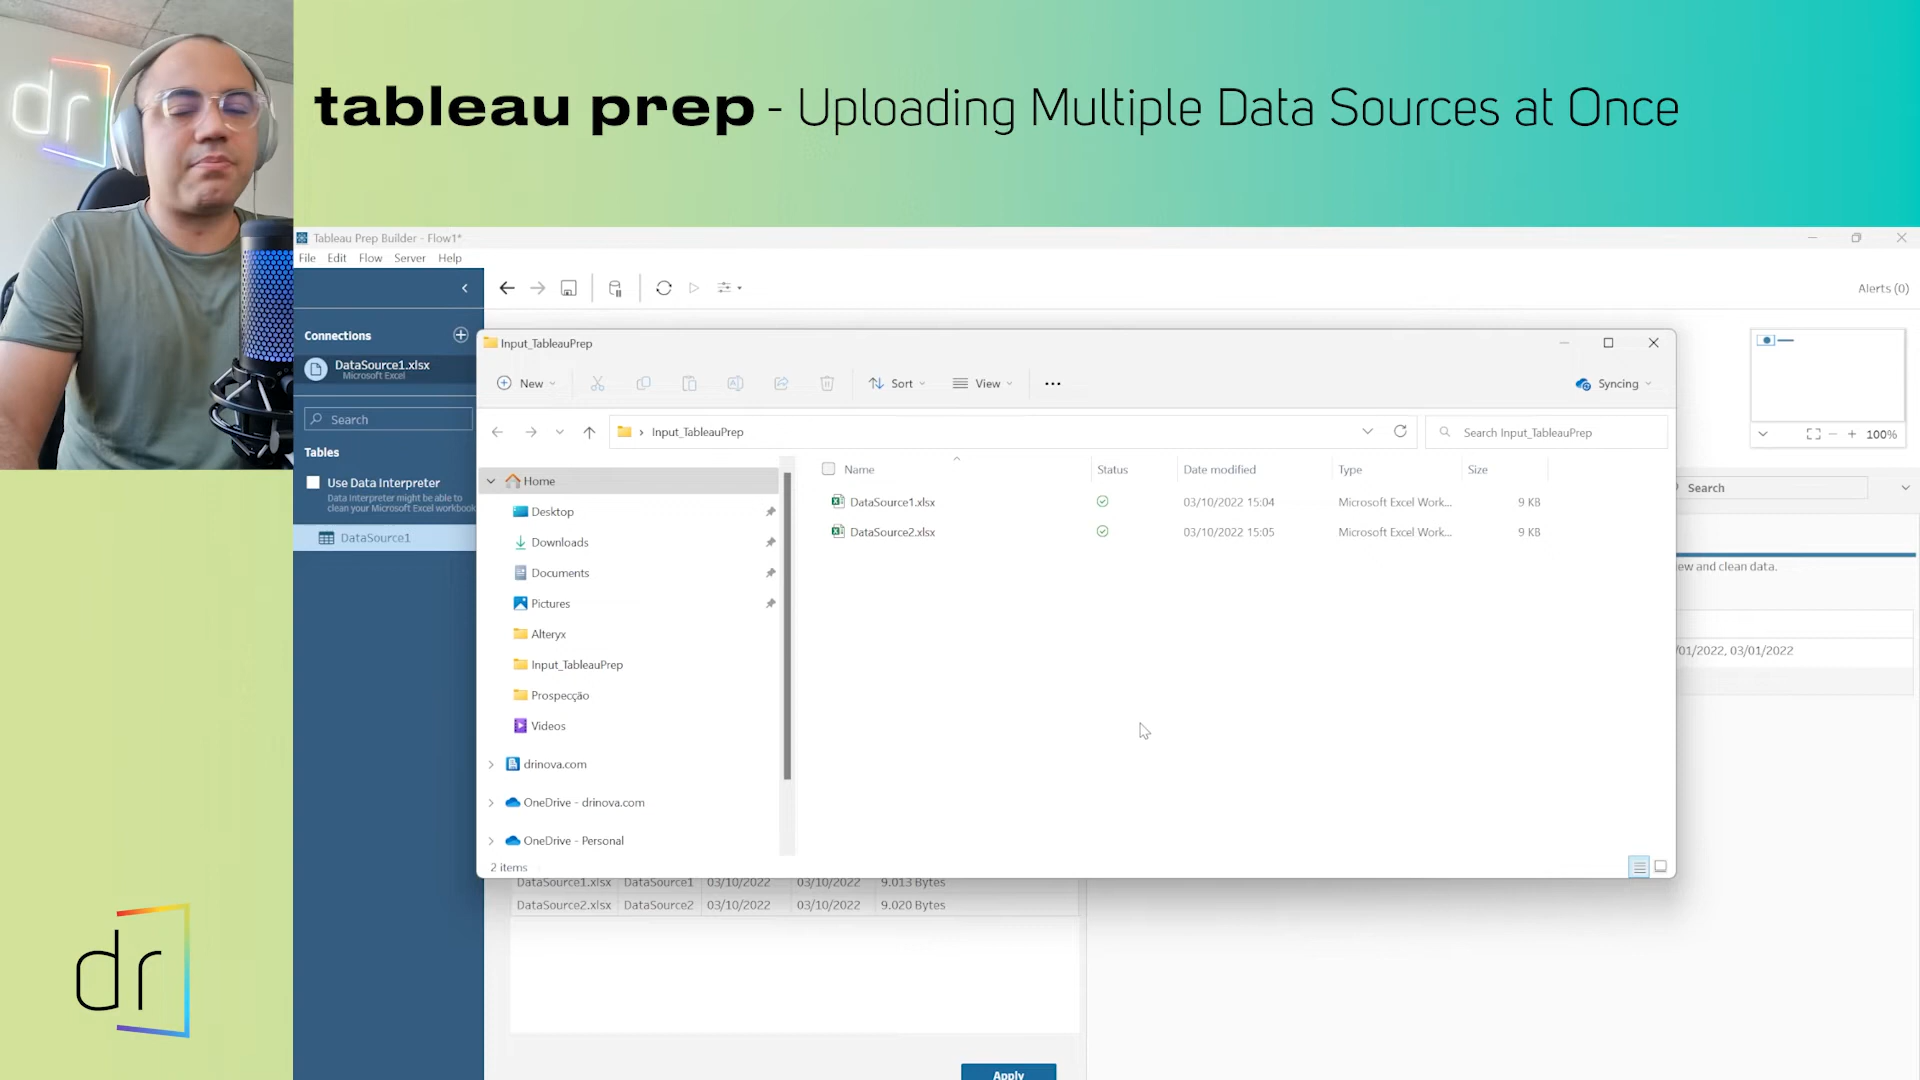 dr
tableau prep - Uploading Multiple Data Sources at Once
Tableau Prep Builder - Flow1*
File Edit Flow Server Help
Alerts (0)
Connections
DataSource1.xlsx
Microsoft Excel
Search
Tables
Use Data Interpreter
Data Interpreter might be able to
clean your Microsoft Excel workbook
DataSource1
Input_TableauPrep
New Sort View ... Syncing
Input_TableauPrep Search Input_TableauPrep
100%
Name Status Date modified Type Size
DataSource1.xlsx 03/10/2022 15:04 Microsoft Excel Work... 9 KB
DataSource2.xlsx 03/10/2022 15:05 Microsoft Excel Work... 9 KB
Home
Desktop
Downloads
Documents
Pictures
Alteryx
Input_TableauPrep
Prospecção
Videos
drinova.com
OneDrive - drinova.com
OneDrive - Personal
2 items
Search
ew and clean data.
/01/2022, 03/01/2022
DataSource1.xlsx DataSource1 03/10/2022 03/10/2022 9.013 Bytes
DataSource2.xlsx DataSource2 03/10/2022 03/10/2022 9.020 Bytes
Apply
dr